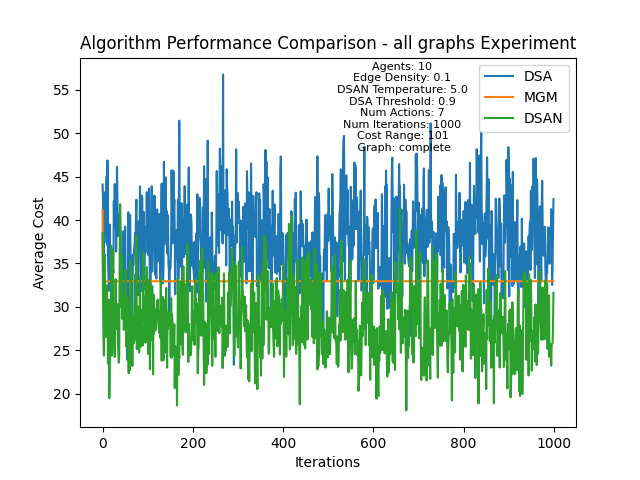 Algorithm Performance Comparison - all graphs Experiment
Agents: 10
Edge Density: 0.1
DSAN Temperature: 5.0
DSA Threshold: 0.9
Num Actions: 7
Num Iterations: 1000
Cost Range: 101
Graph: complete
DSA
MGM
DSAN
Average Cost
55
50
45
40
35
30
25
20
0
200
400
600
800
1000
Iterations